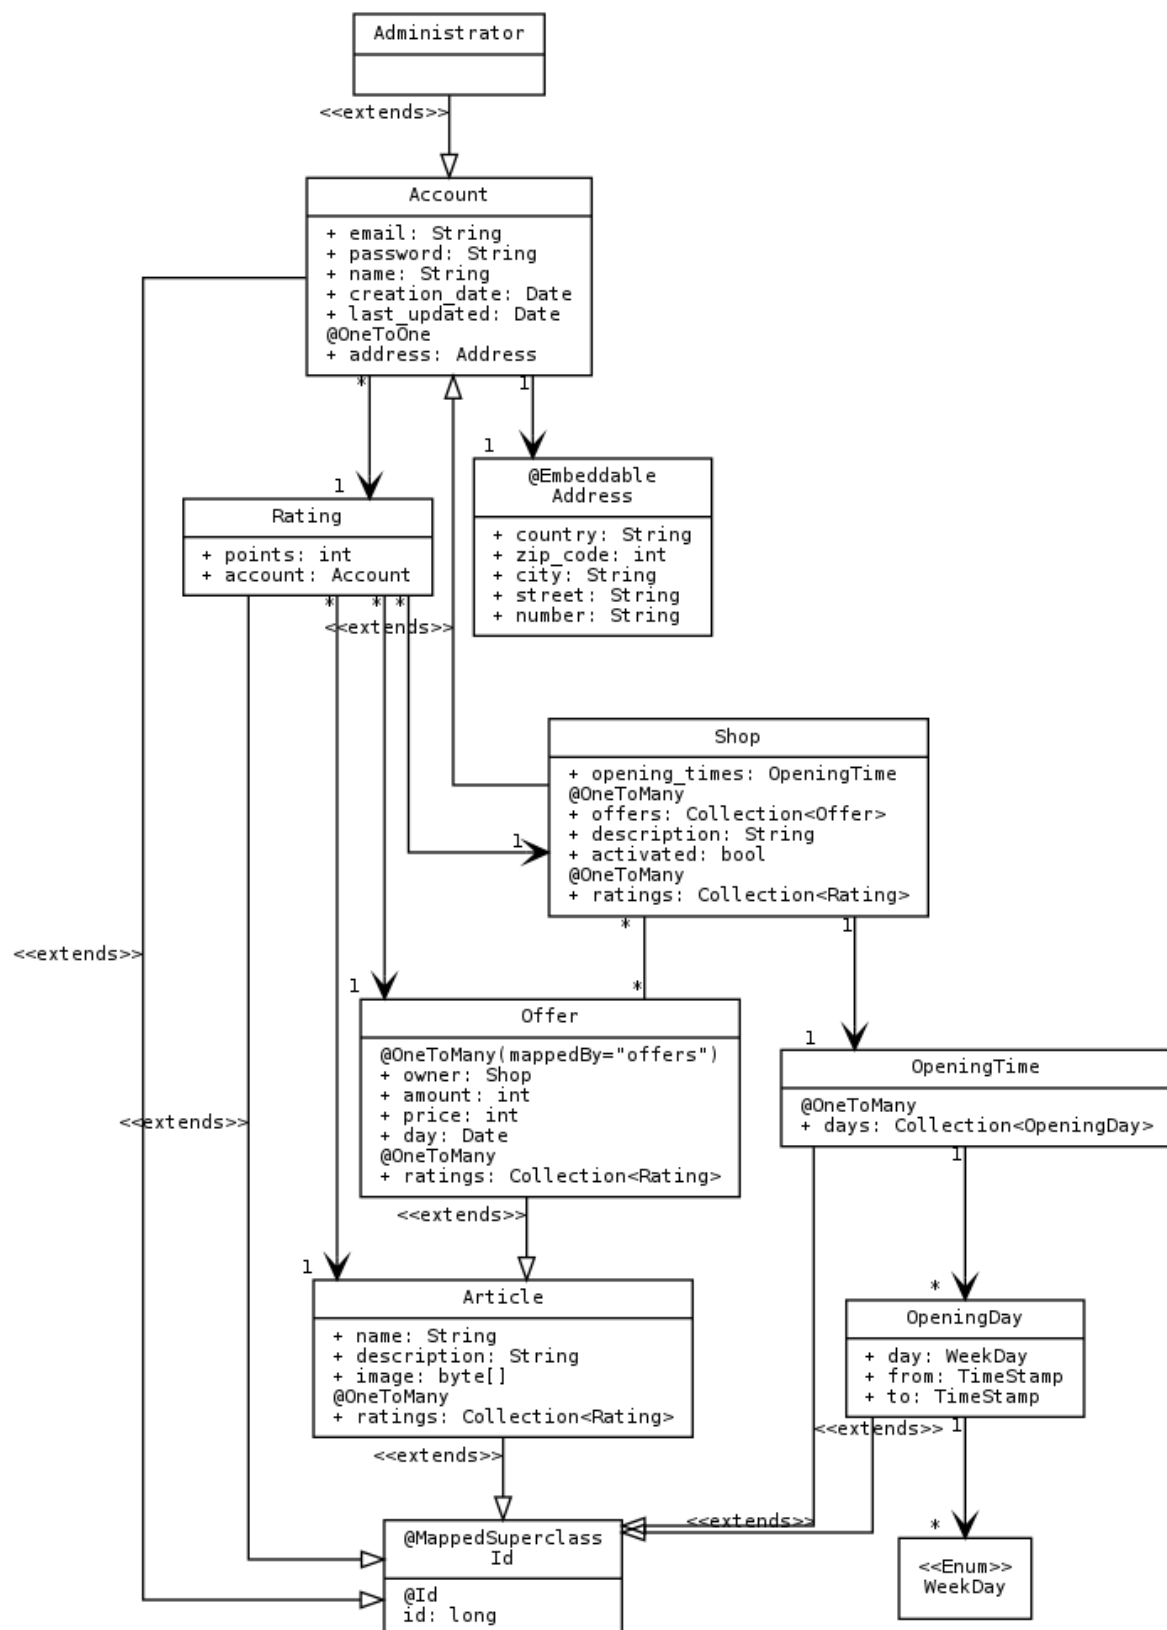 Administrator
<<extends>>
Account
+ email: String
+ password: String
+ name: String
+ creation_date: Date
+ last_updated: Date
@OneToOne
+ address: Address
*
1
1
1
@Embeddable
Address
+ country: String
+ zip_code: int
+ city: String
+ street: String
+ number: String
Rating
+ points: int
+ account: Account
*
*
*
<<extends>>
Shop
+ opening_times: OpeningTime
@OneToMany
+ offers: Collection<Offer>
+ description: String
+ activated: bool
@OneToMany
+ ratings: Collection<Rating>
1
*
1
<<extends>>
1
*
1
Offer
@OneToMany(mappedBy="offers")
+ owner: Shop
+ amount: int
+ price: int
+ day: Date
@OneToMany
+ ratings: Collection<Rating>
OpeningTime
@OneToMany
+ days: Collection<OpeningDay>
<<extends>>
1
<<extends>>
1
*
Article
+ name: String
+ description: String
+ image: byte[]
@OneToMany
+ ratings: Collection<Rating>
OpeningDay
+ day: WeekDay
+ from: TimeStamp
+ to: TimeStamp
<<extends>>
1
<<extends>>
<<extends>>
*
@MappedSuperclass
Id
@Id
id: long
<<Enum>>
WeekDay